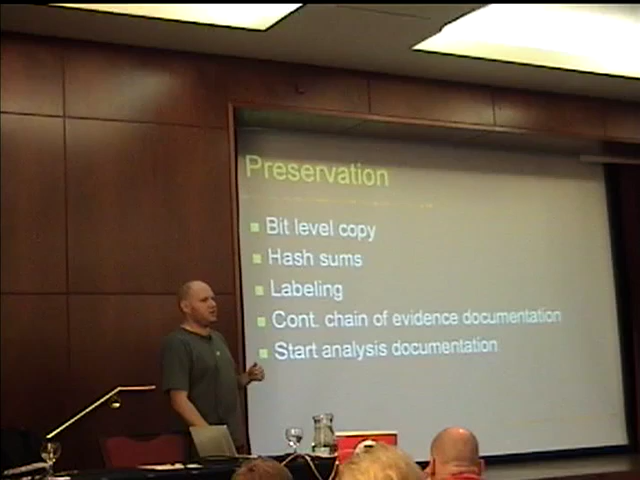 Preservation
Bit level copy
Hash sums
Labeling
Cont. chain of evidence documentation
Start analysis documentation